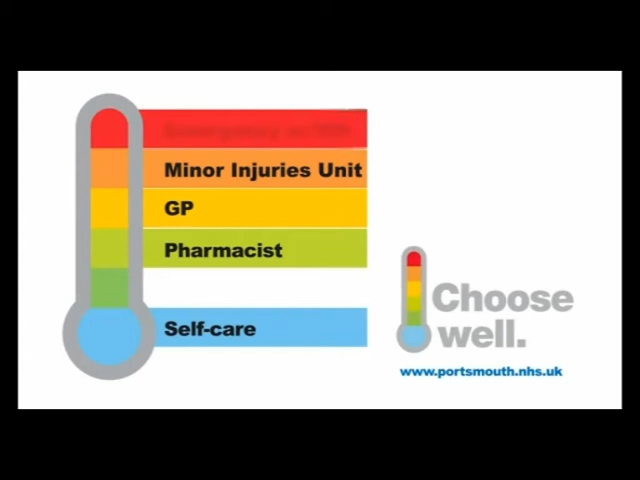 Minor Injuries Unit
GP
Pharmacist
Self-care
Choose
well.
www.portsmouth.nhs.uk